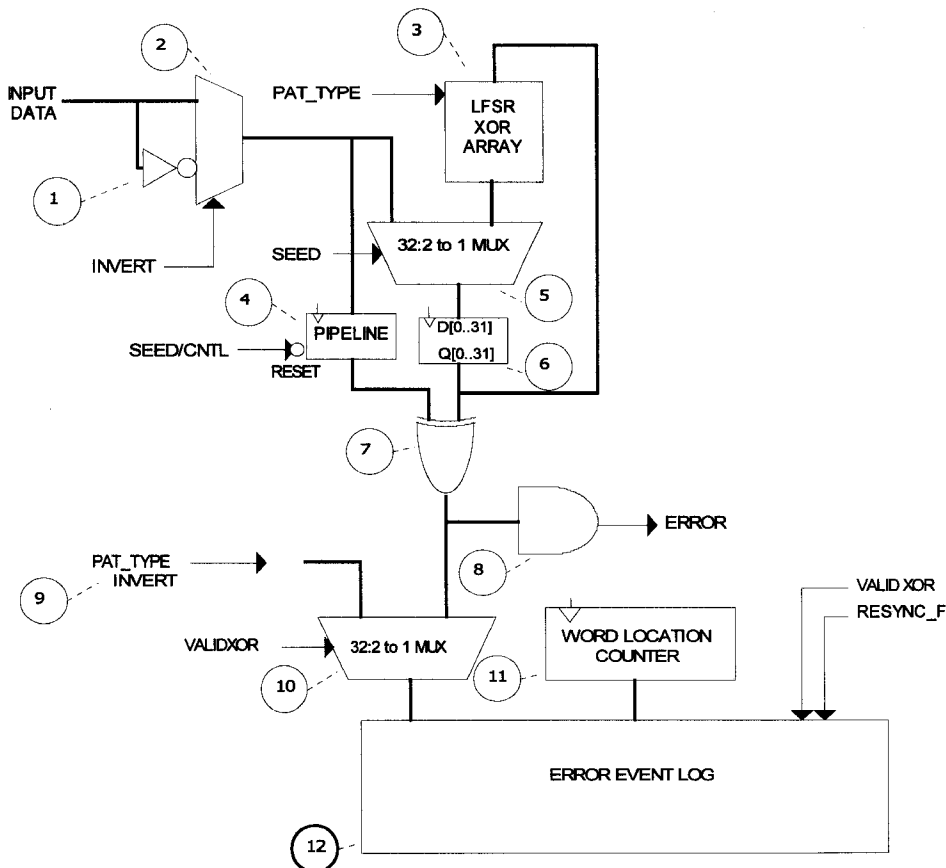 2
3
INPUT
DATA
PAT_TYPE
LFSR
XOR
ARRAY
1
INVERT
SEED
32:2 to 1 MUX
4
5
PIPELINE
D[0..31]
Q[0..31]
SEED/CNTL
RESET
6
7
ERROR
8
PAT_TYPE
INVERT
9
VALID XOR
RESYNC_F
VALIDXOR
32:2 to 1 MUX
WORD LOCATION
COUNTER
10
11
ERROR EVENT LOG
12